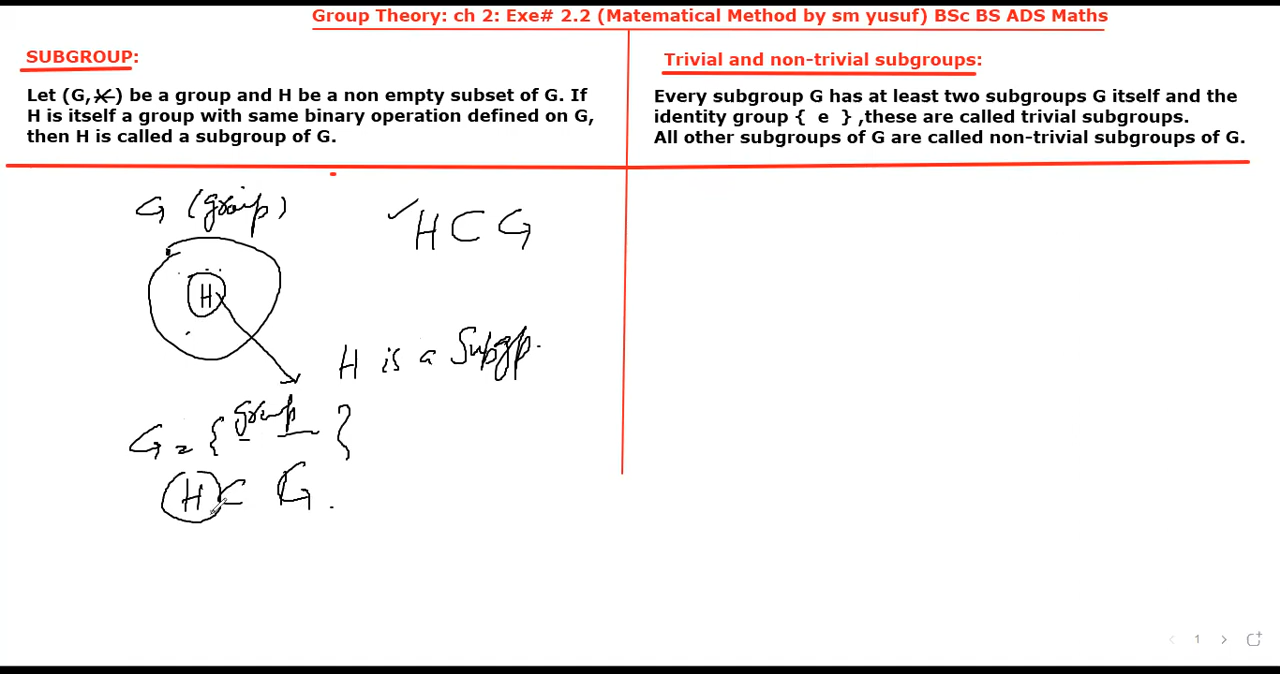 Group Theory: ch 2: Exe# 2.2 (Matematical Method by sm yusuf) BSc BS ADS Maths
SUBGROUP:
Let (G,*) be a group and H be a non empty subset of G. If
H is itself a group with same binary operation defined on G,
then H is called a subgroup of G.
G (group)
H
H ⊂ G
H is a Subgp.
G = { group }
H ⊂ G.
Trivial and non-trivial subgroups:
Every subgroup G has at least two subgroups G itself and the
identity group { e } ,these are called trivial subgroups.
All other subgroups of G are called non-trivial subgroups of G.
1